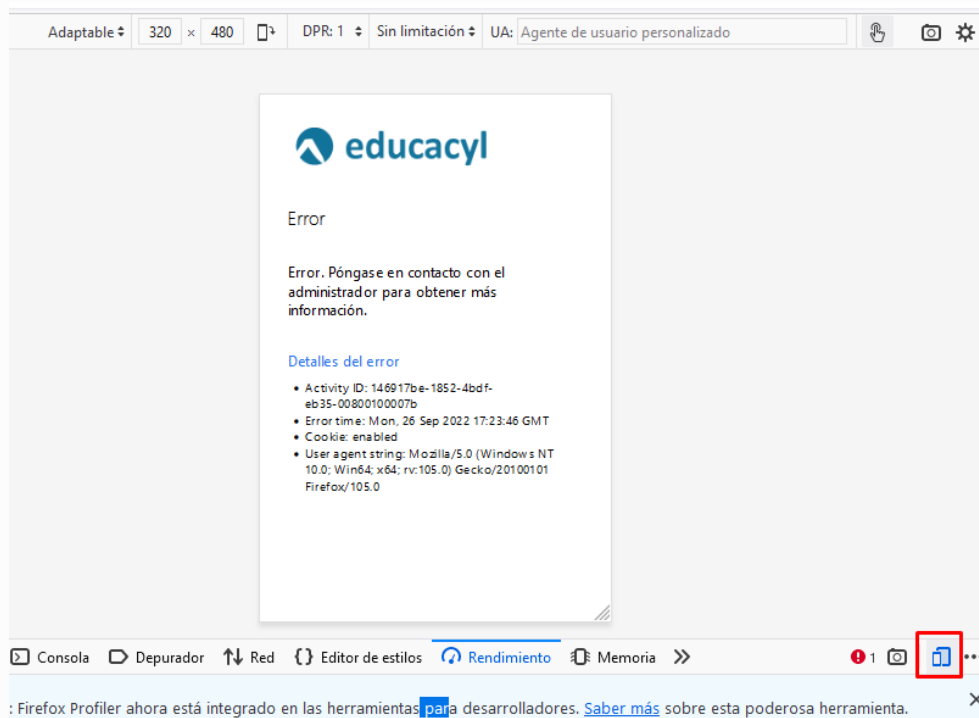 Adaptable 320 × 480 DPR: 1 Sin limitación UA: Agente de usuario personalizado
educacyl
Error
Error. Póngase en contacto con el
administrador para obtener más
información.
Detalles del error
• Activity ID: 146917be-1852-4bdf-
eb35-00800100007b
• Error time: Mon, 26 Sep 2022 17:23:46 GMT
• Cookie: enabled
• User agent string: Mozilla/5.0 (Windows NT
10.0; Win64; x64; rv:105.0) Gecko/20100101
Firefox/105.0
Consola Depurador Red {} Editor de estilos Rendimiento Memoria 1
: Firefox Profiler ahora está integrado en las herramientas para desarrolladores. Saber más sobre esta poderosa herramienta.